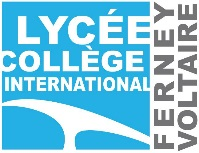 LYCÉE
COLLÈGE
INTERNATIONAL
FERNEY
VOLTAIRE